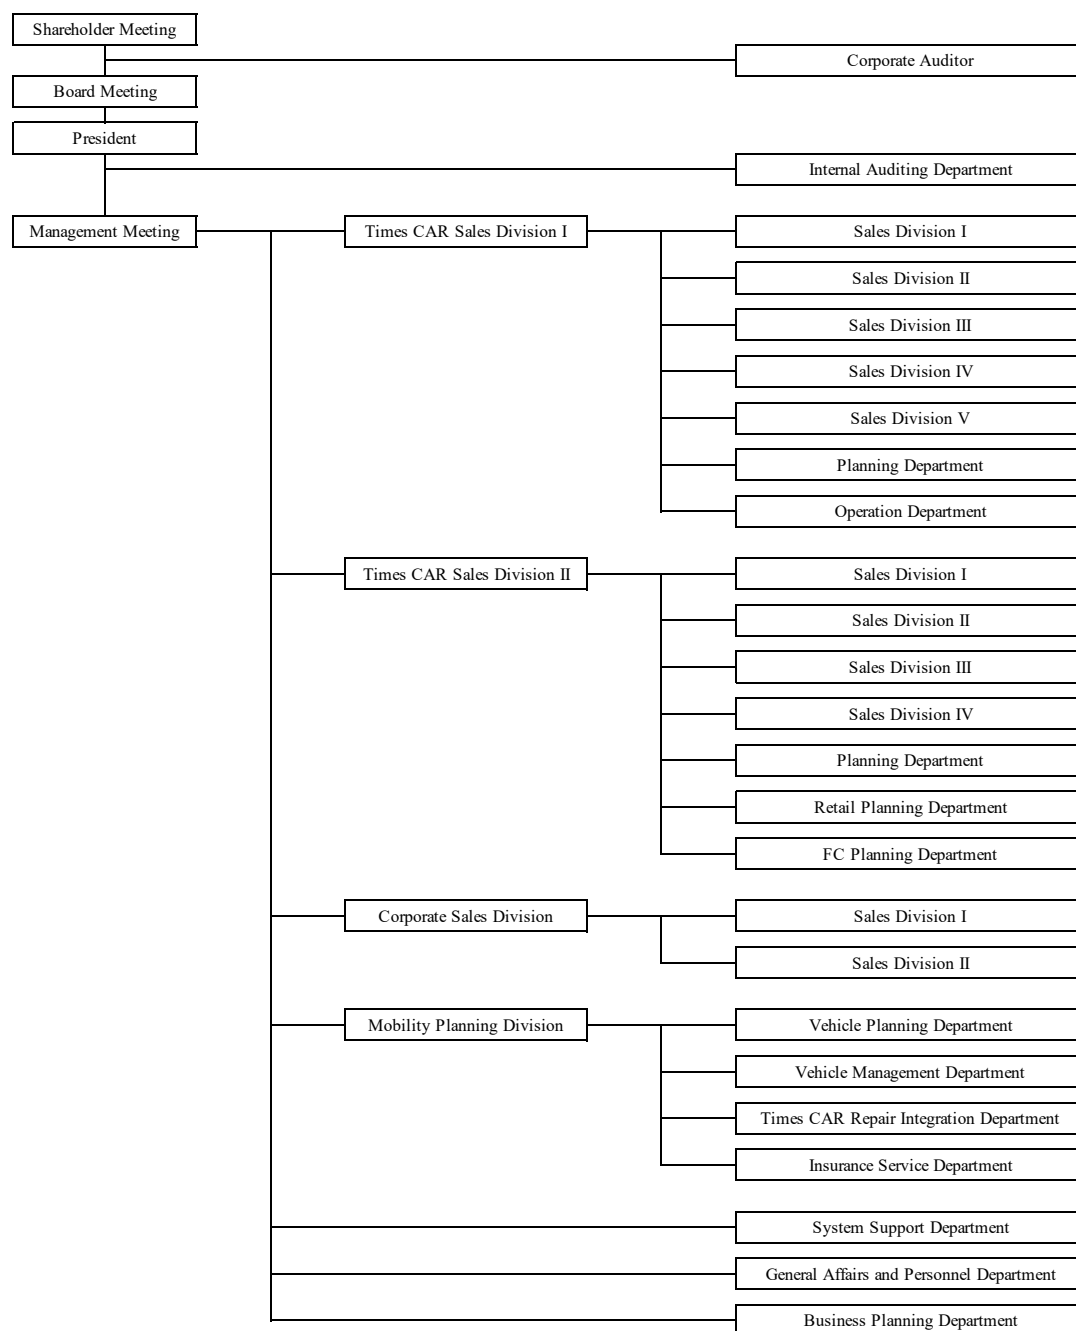 Shareholder Meeting
Corporate Auditor
Board Meeting
President
Internal Auditing Department
Management Meeting
Times CAR Sales Division I
Sales Division I
Sales Division II
Sales Division III
Sales Division IV
Sales Division V
Planning Department
Operation Department
Times CAR Sales Division II
Sales Division I
Sales Division II
Sales Division III
Sales Division IV
Planning Department
Retail Planning Department
FC Planning Department
Corporate Sales Division
Sales Division I
Sales Division II
Mobility Planning Division
Vehicle Planning Department
Vehicle Management Department
Times CAR Repair Integration Department
Insurance Service Department
System Support Department
General Affairs and Personnel Department
Business Planning Department